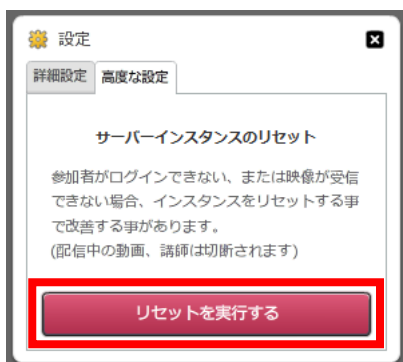 設定
詳細設定
高度な設定
サーバーインスタンスのリセット
参加者がログインできない、または映像が受信
できない場合、インスタンスをリセットする事
で改善する事があります。
(配信中の動画、講師は切断されます)
リセットを実行する